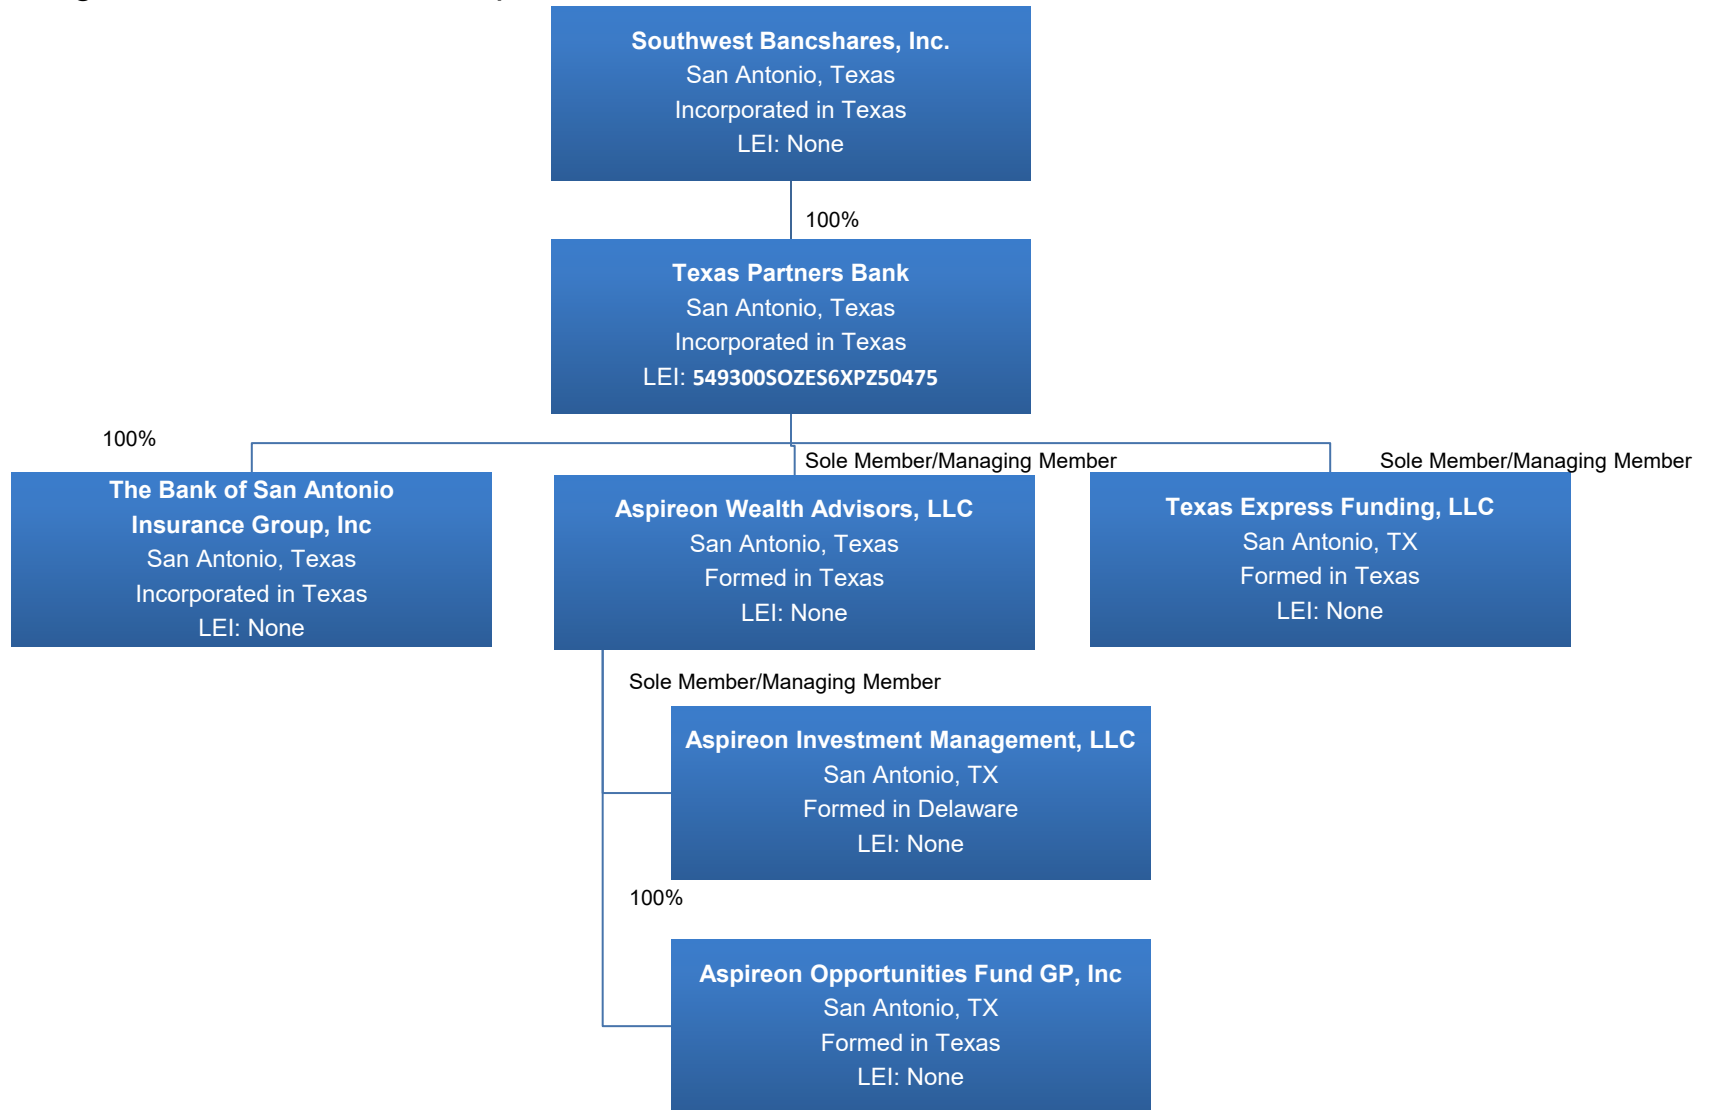 Southwest Bancshares, Inc.
San Antonio, Texas
Incorporated in Texas
LEI: None
100%
Texas Partners Bank
San Antonio, Texas
Incorporated in Texas
LEI: 549300SOZES6XPZ50475
100%
The Bank of San Antonio
Insurance Group, Inc
San Antonio, Texas
Incorporated in Texas
LEI: None
Sole Member/Managing Member
Aspireon Wealth Advisors, LLC
San Antonio, Texas
Formed in Texas
LEI: None
Sole Member/Managing Member
Texas Express Funding, LLC
San Antonio, TX
Formed in Texas
LEI: None
Sole Member/Managing Member
Aspireon Investment Management, LLC
San Antonio, TX
Formed in Delaware
LEI: None
100%
Aspireon Opportunities Fund GP, Inc
San Antonio, TX
Formed in Texas
LEI: None